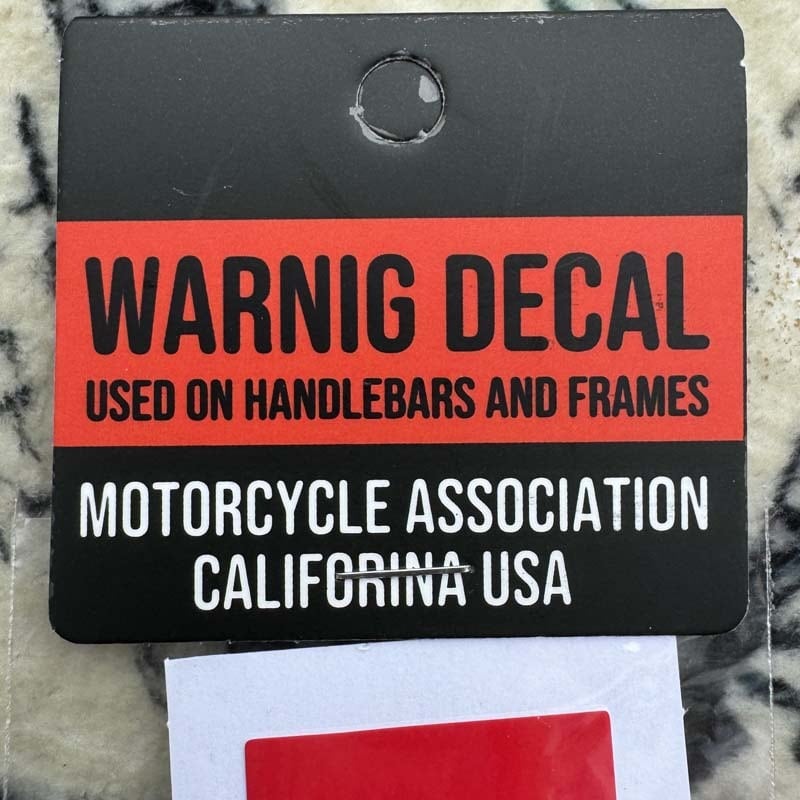 WARNIG DECAL
USED ON HANDLEBARS AND FRAMES
MOTORCYCLE ASSOCIATION
CALIFORINA USA